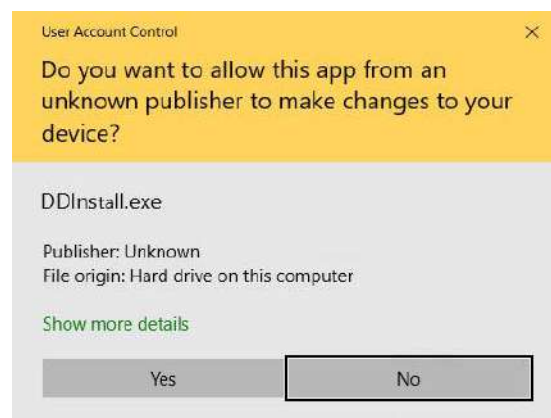 User Account Control
Do you want to allow this app from an
unknown publisher to make changes to your
device?
DDInstall.exe
Publisher: Unknown
File origin: Hard drive on this computer
Show more details
Yes
No